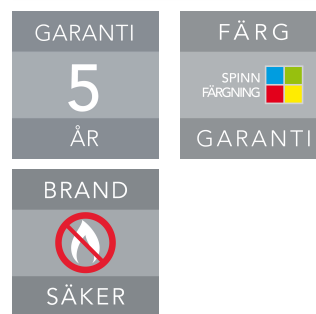 GARANTI
5
ÅR
FÄRG
SPINN
FÄRGNING
GARANTI
BRAND
SÄKER